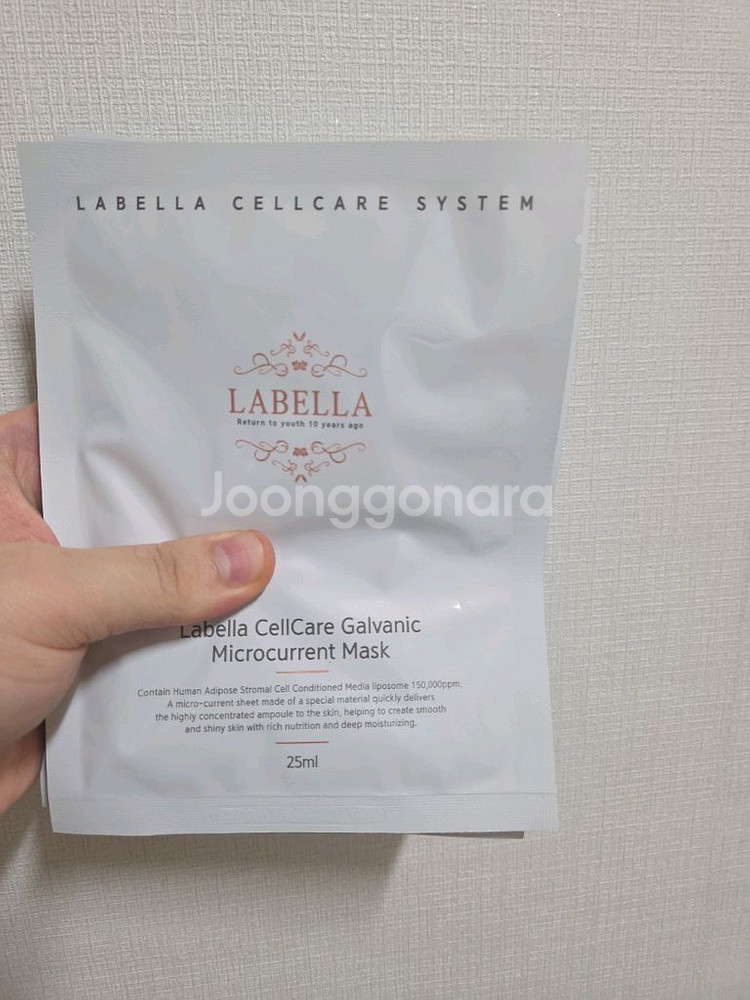 LABELLA CELLCARE SYSTEM
LABELLA
Return to youth 10 years ago
Joonggonara
Labella CellCare Galvanic
Microcurrent Mask
Contain Human Adipose Stromal Cell Conditioned Media liposome 150,000ppm.
A micro-current sheet made of a special material quickly delivers
the highly concentrated ampoule to the skin, helping to create smooth
and shiny skin with rich nutrition and deep moisturizing.
25ml